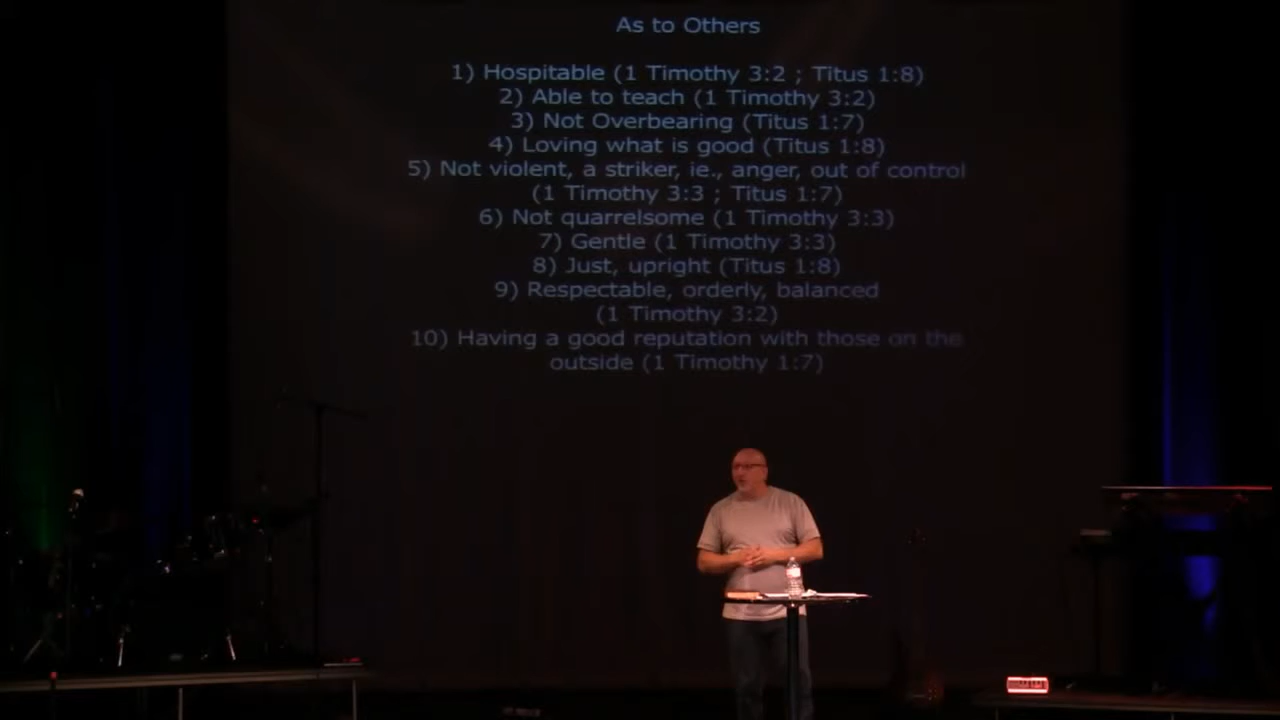 As to Others
1) Hospitable (1 Timothy 3:2 ; Titus 1:8)
2) Able to teach (1 Timothy 3:2)
3) Not Overbearing (Titus 1:7)
4) Loving what is good (Titus 1:8)
5) Not violent, a striker, ie., anger, out of control
(1 Timothy 3:3 ; Titus 1:7)
6) Not quarrelsome (1 Timothy 3:3)
7) Gentle (1 Timothy 3:3)
8) Just, upright (Titus 1:8)
9) Respectable, orderly, balanced
(1 Timothy 3:2)
10) Having a good reputation with those on the
outside (1 Timothy 1:7)